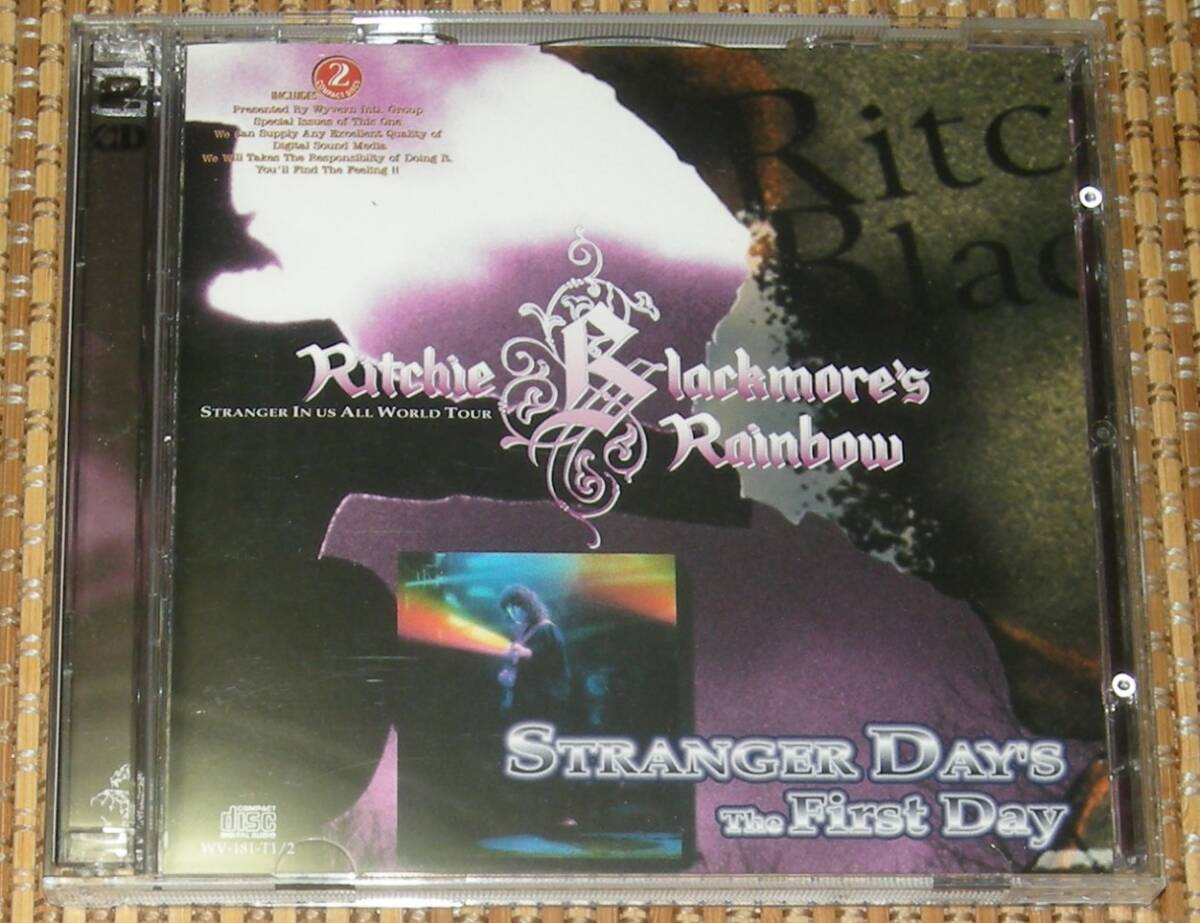 2
COMPACT DISCS
INCLUDES
Presented By Wyvern Intl. Group
Special Issues of This One
We Can Supply Any Excellent Quality of
Digital Sound Media
We Will Takes The Responsibility of Doing It.
You'll Find The Feeling !!
Ritc
Blac
CD
Ritchie Blackmore's
STRANGER IN US ALL WORLD TOUR
Rainbow
STRANGER DAY'S
The First Day
COMPACT
disc
DIGITAL AUDIO
WV-181-T1/2